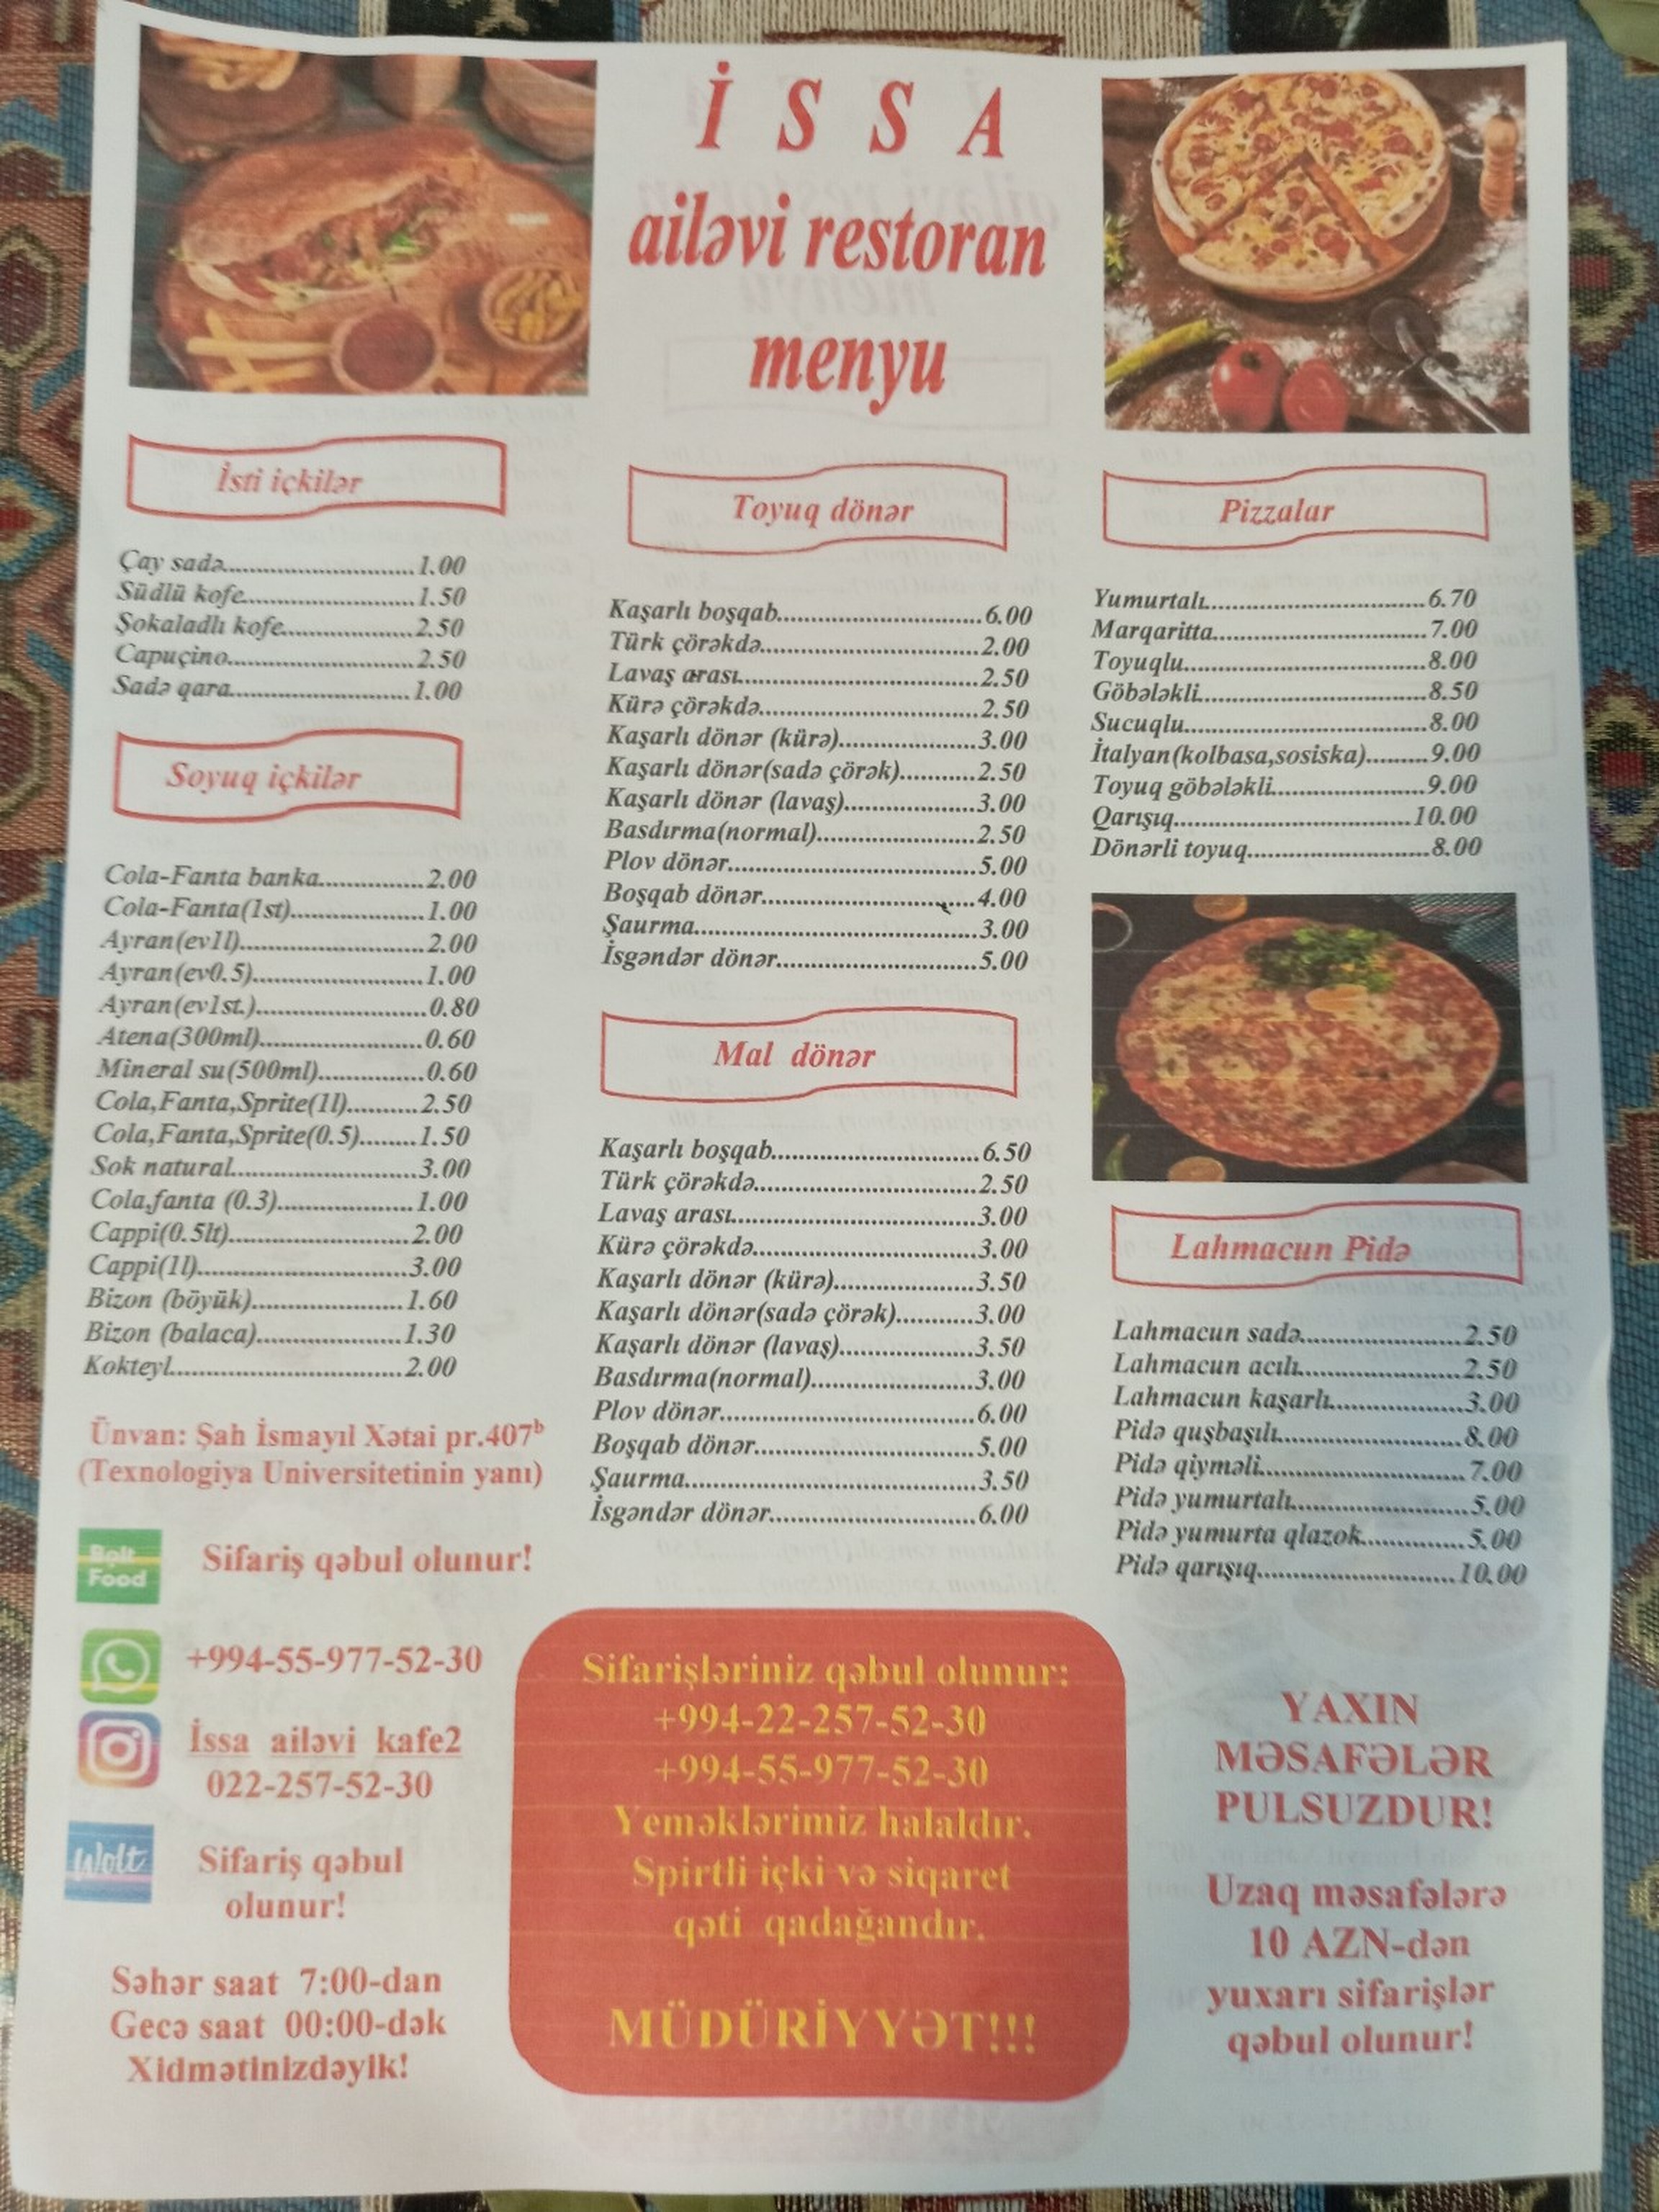 İ S S A
ailəvi restoran
menyu
İsti içkilər
Çay sadə..............................1.00
Südlü kofe...........................1.50
Şokaladlı kofe.....................2.50
Capuçino.............................2.50
Sadə qara............................1.00
Soyuq içkilər
Cola-Fanta banka................2.00
Cola-Fanta(1st).....................1.00
Ayran(ev1l)............................2.00
Ayran(ev0.5)..........................1.00
Ayran(ev1st.)..........................0.80
Atena(300ml).........................0.60
Mineral su(500ml)................0.60
Cola,Fanta,Sprite(1l)...........2.50
Cola,Fanta,Sprite(0.5).........1.50
Sok natural.............................3.00
Cola,fanta (0.3).....................1.00
Cappi(0.5lt)............................2.00
Cappi(1l)................................3.00
Bizon (böyük).......................1.60
Bizon (balaca)......................1.30
Kokteyl....................................2.00
Ünvan: Şah İsmayıl Xətai pr.407ᵇ
(Texnologiya Universitetinin yanı)
Bolt
Food
Sifariş qəbul olunur!
+994-55-977-52-30
İssa ailəvi kafe2
022-257-52-30
Wolt
Sifariş qəbul
olunur!
Səhər saat 7:00-dan
Gecə saat 00:00-dək
Xidmətinizdəyik!
Toyuq dönər
Kaşarlı boşqab...............................6.00
Türk çörəkdə.................................2.00
Lavaş arası.....................................2.50
Kürə çörəkdə.................................2.50
Kaşarlı dönər (kürə).....................3.00
Kaşarlı dönər(sadə çörək)...........2.50
Kaşarlı dönər (lavaş)....................3.00
Basdırma(normal)........................2.50
Plov dönər......................................5.00
Boşqab dönər.................................4.00
Şaurma...........................................3.00
İsgəndər dönər..............................5.00
Mal dönər
Kaşarlı boşqab...............................6.50
Türk çörəkdə.................................2.50
Lavaş arası.....................................3.00
Kürə çörəkdə.................................3.00
Kaşarlı dönər (kürə).....................3.50
Kaşarlı dönər(sadə çörək)...........3.00
Kaşarlı dönər (lavaş)....................3.50
Basdırma(normal)........................3.00
Plov dönər......................................6.00
Boşqab dönər.................................5.00
Şaurma...........................................3.50
İsgəndər dönər..............................6.00
Sifarişləriniz qəbul olunur:
+994-22-257-52-30
+994-55-977-52-30
Yeməklərimiz halaldır.
Spirtli içki və siqaret
qəti qadağandır.
MÜDÜRİYYƏT!!!
Pizzalar
Yumurtalı.................................6.70
Marqaritta................................7.00
Toyuqlu....................................8.00
Göbələkli..................................8.50
Sucuqlu....................................8.00
İtalyan(kolbasa,sosiska).........9.00
Toyuq göbələkli.......................9.00
Qarışıq....................................10.00
Dönərli toyuq...........................8.00
Lahmacun Pidə
Lahmacun sadə........................2.50
Lahmacun acılı........................2.50
Lahmacun kaşarlı....................3.00
Pidə quşbaşılı............................8.00
Pidə qiyməli...............................7.00
Pidə yumurtalı...........................5.00
Pidə yumurta qlazok................5.00
Pidə qarışıq..............................10.00
YAXIN
MƏSAFƏLƏR
PULSUZDUR!
Uzaq məsafələrə
10 AZN-dən
yuxarı sifarişlər
qəbul olunur!